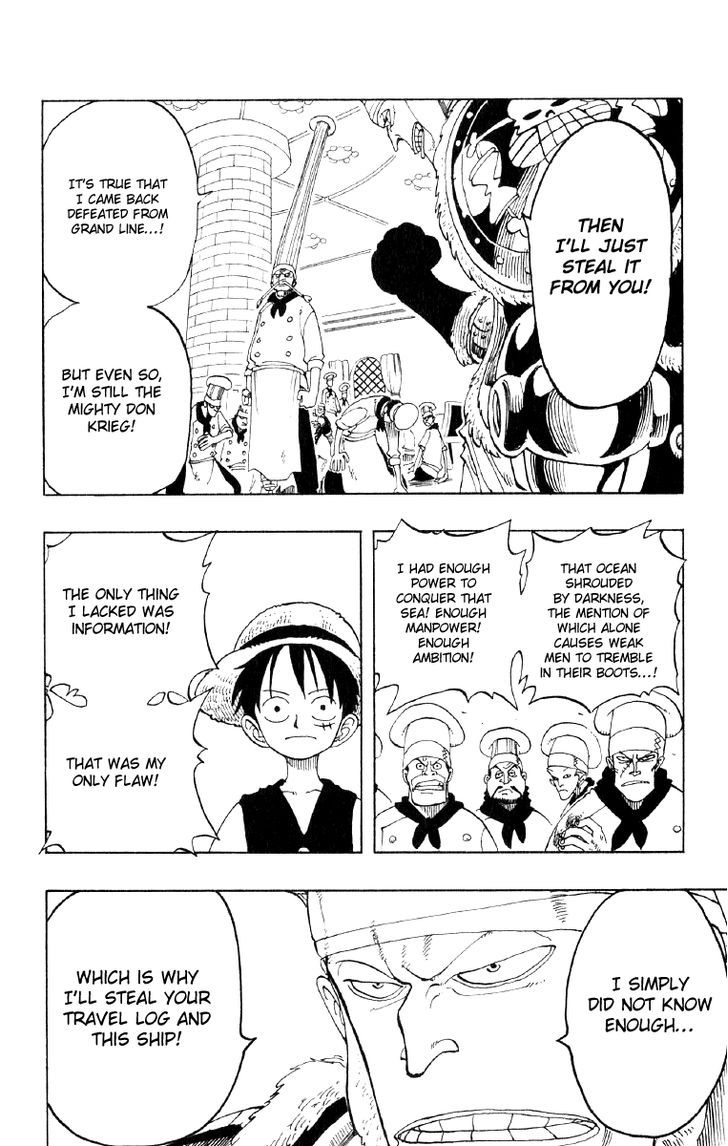 THEN
I'LL JUST
STEAL IT
FROM YOU!
IT'S TRUE THAT
I CAME BACK
DEFEATED FROM
GRAND LINE...!
BUT EVEN SO,
I'M STILL THE
MIGHTY DON
KRIEG!
THAT OCEAN
SHROUDED
BY DARKNESS,
THE MENTION OF
WHICH ALONE
CAUSES WEAK
MEN TO TREMBLE
IN THEIR BOOTS...!
I HAD ENOUGH
POWER TO
CONQUER THAT
SEA! ENOUGH
MANPOWER!
ENOUGH
AMBITION!
THE ONLY THING
I LACKED WAS
INFORMATION!
THAT WAS MY
ONLY FLAW!
I SIMPLY
DID NOT KNOW
ENOUGH...
WHICH IS WHY
I'LL STEAL YOUR
TRAVEL LOG AND
THIS SHIP!